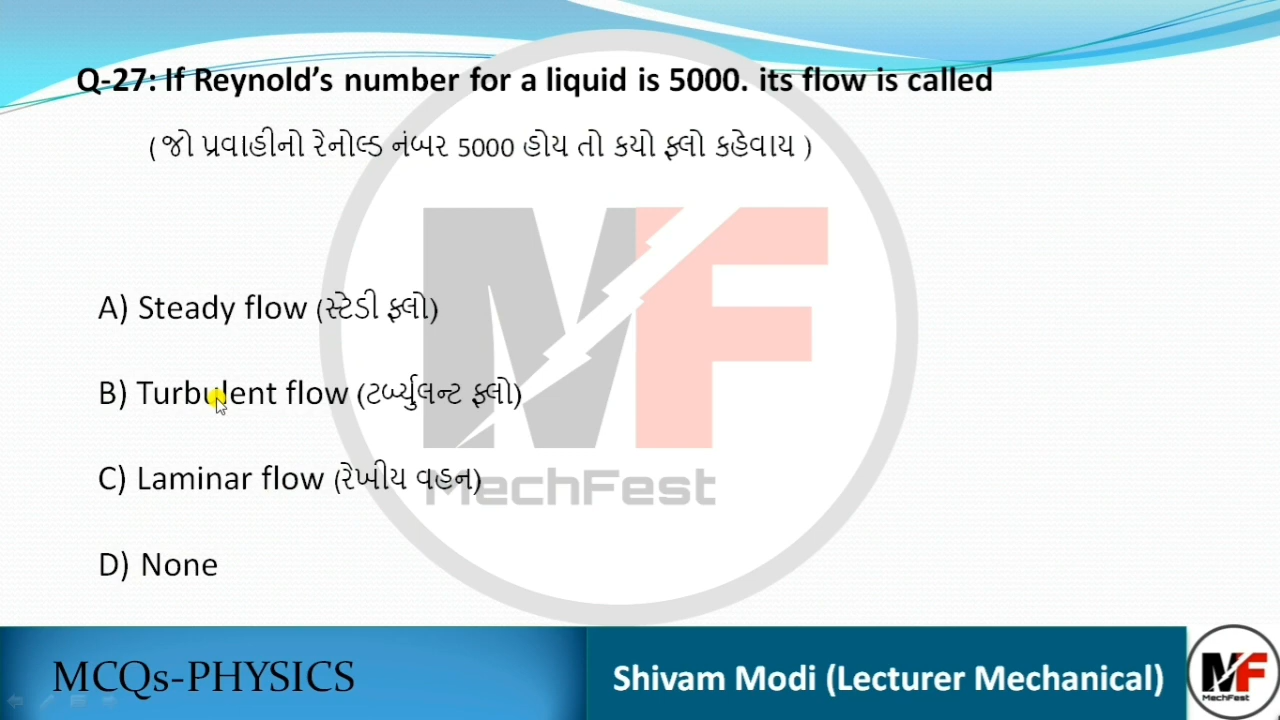 Q-27: If Reynold’s number for a liquid is 5000. its flow is called
( જો પ્રવાહીનો રેનોલ્ડ નંબર 5000 હોય તો કયો ફ્લો કહેવાય )
A) Steady flow (સ્ટેડી ફ્લો)
B) Turbulent flow (ટર્બ્યુલન્ટ ફ્લો)
C) Laminar flow (રેખીય વહન)
MechFest
D) None
MCQs-PHYSICS
Shivam Modi (Lecturer Mechanical)
MF
MechFest